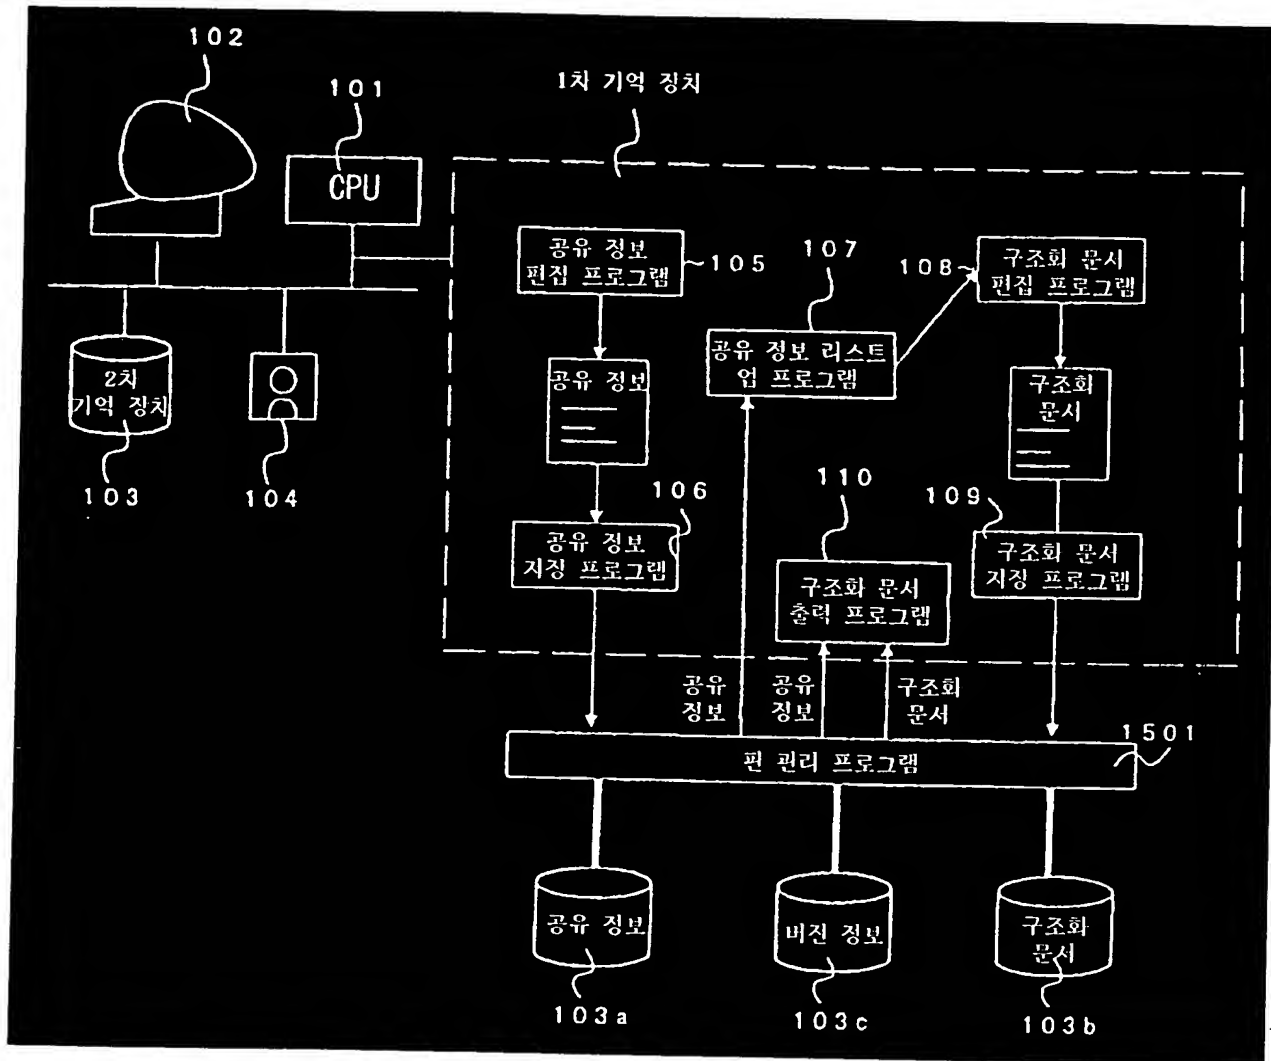 102
101
1차 기억 장치
CPU
공유 정보
편집 프로그램
105
107
108
구조화 문서
편집 프로그램
공유 정보 리스트
업 프로그램
2차
기억 장치
공유 정보
구조화
문서
103
104
106
110
109
공유 정보
저장 프로그램
구조화 문서
출력 프로그램
구조화 문서
저장 프로그램
공유
정보
공유
정보
구조화
문서
1501
판 관리 프로그램
공유 정보
버전 정보
구조화
문서
103a
103c
103b